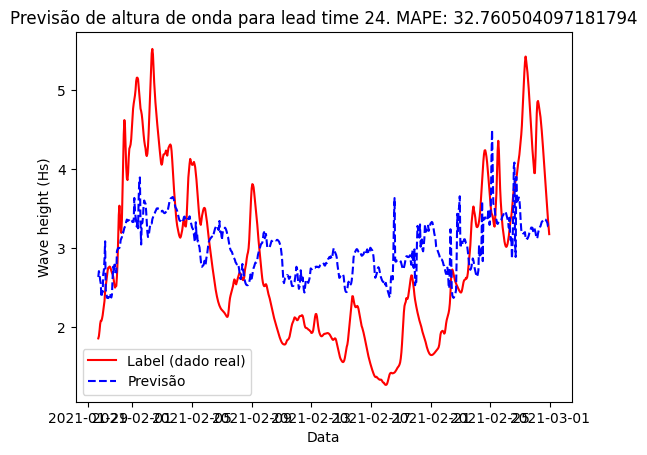 Previsão de altura de onda para lead time 24. MAPE: 32.760504097181794
Wave height (Hs)
5
4
3
2
Label (dado real)
Previsão
2021-01-29 2021-02-01 2021-02-05 2021-02-09 2021-02-13 2021-02-17 2021-02-21 2021-02-25 2021-03-01
Data